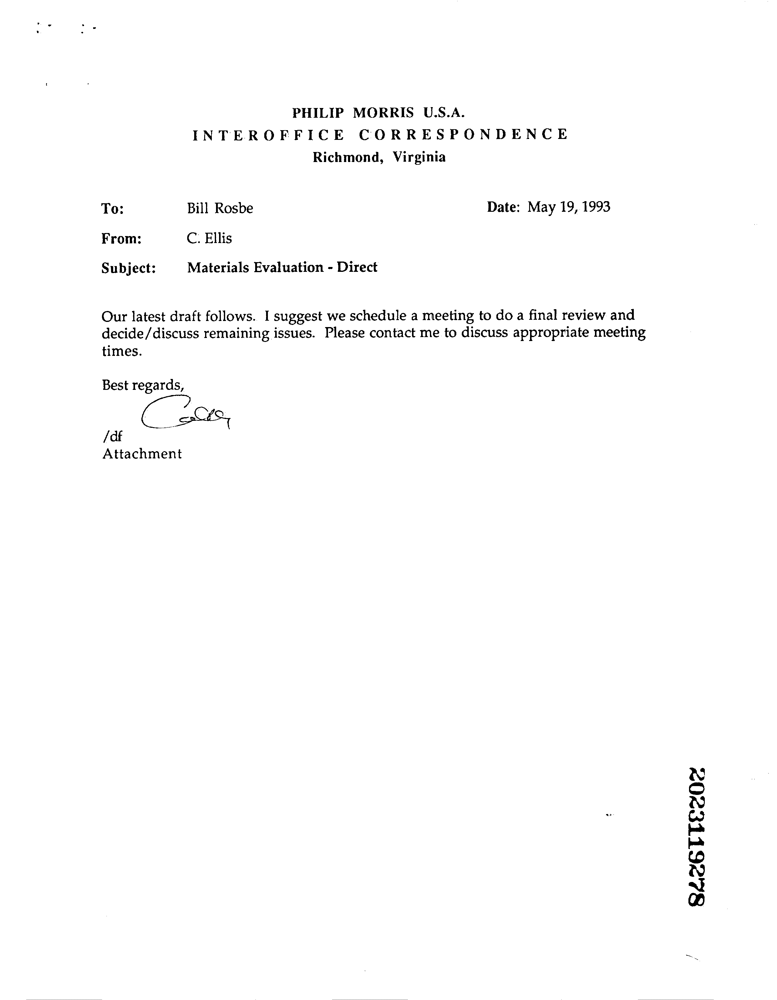 PHILIP MORRIS U.S.A.
INTEROFFICE CORRESPONDENCE
Richmond, Virginia
To: Bill Rosbe Date: May 19, 1993
From: C. Ellis
Subject: Materials Evaluation - Direct
Our latest draft follows. I suggest we schedule a meeting to do a final review and
decide/discuss remaining issues. Please contact me to discuss appropriate meeting
times.
Best regards,
/df
Attachment
2023119278